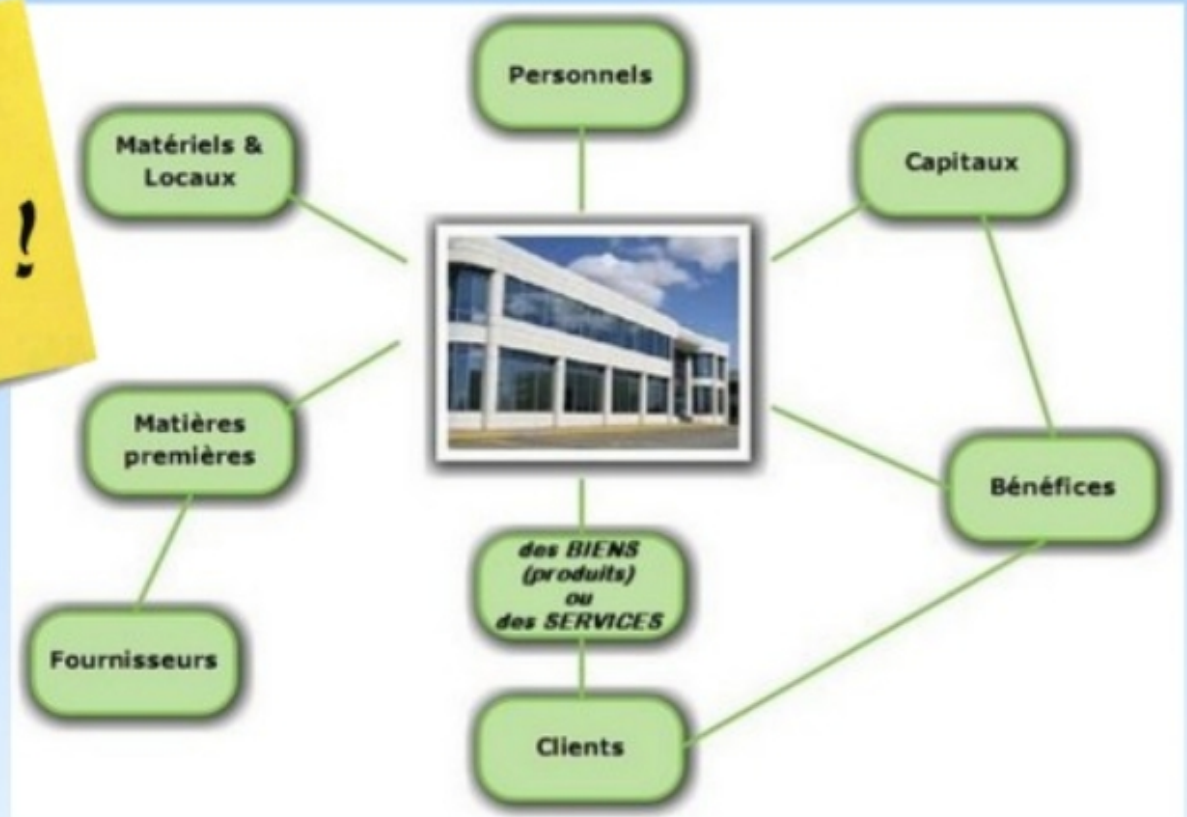 Personnels
Matériels &
Locaux
Capitaux
!
Matières
premières
Bénéfices
des BIENS
(produits)
ou
des SERVICES
Fournisseurs
Clients